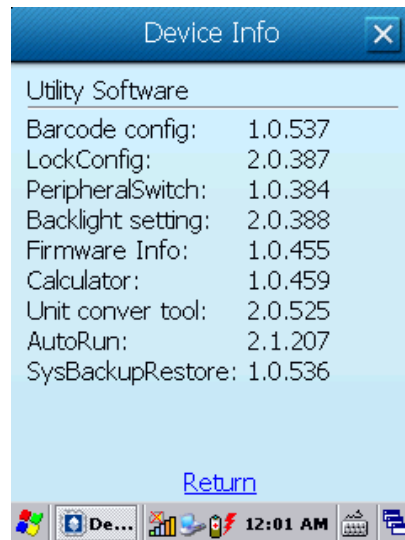 Device Info
Utility Software
Barcode config: 1.0.537
LockConfig: 2.0.387
PeripheralSwitch: 1.0.384
Backlight setting: 2.0.388
Firmware Info: 1.0.455
Calculator: 1.0.459
Unit conver tool: 2.0.525
AutoRun: 2.1.207
SysBackupRestore: 1.0.536
Return
De... 12:01 AM